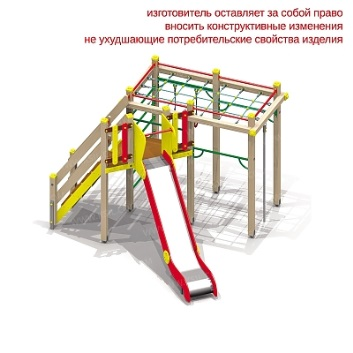 изготовитель оставляет за собой право
вносить конструктивные изменения
не ухудшающие потребительские свойства изделия